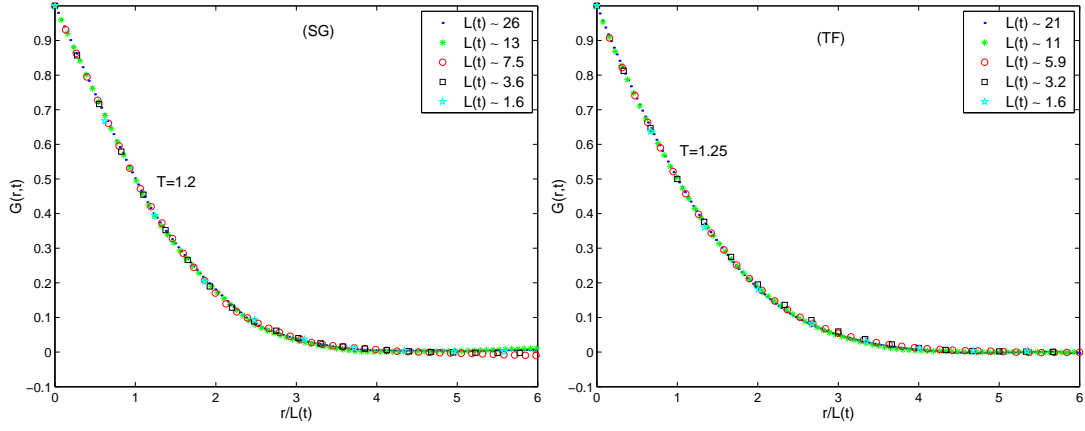 (SG)
L(t) ~ 26
L(t) ~ 13
L(t) ~ 7.5
L(t) ~ 3.6
L(t) ~ 1.6
T=1.2
G(r,t)
0.9
0.8
0.7
0.6
0.5
0.4
0.3
0.2
0.1
0
−0.1
0 1 2 3 4 5 6
r/L(t)
(TF)
L(t) ~ 21
L(t) ~ 11
L(t) ~ 5.9
L(t) ~ 3.2
L(t) ~ 1.6
T=1.25
G(r,t)
0.9
0.8
0.7
0.6
0.5
0.4
0.3
0.2
0.1
0
−0.1
0 1 2 3 4 5 6
r/L(t)